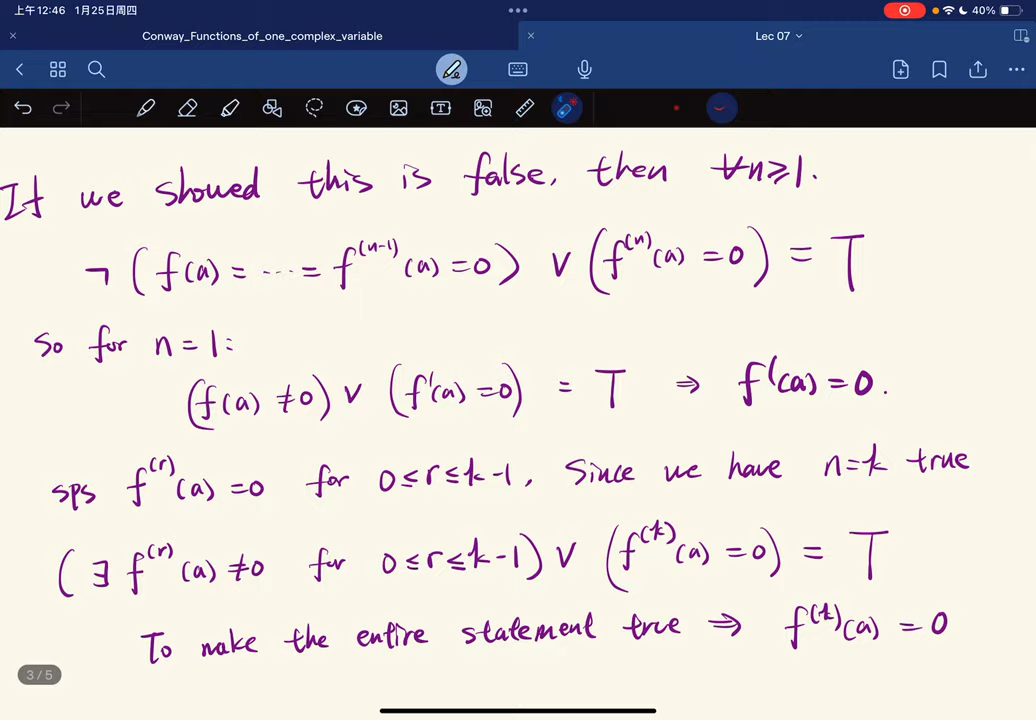 上午12:46 1月25日周四
40%
Conway_Functions_of_one_complex_variable
Lec 07
If we showed this is false, then ∀n≥1.
¬ (f(a) = ⋯ = f^(n-1)(a) = 0) ∨ (f^(n)(a) = 0) = T
So for n = 1:
(f(a) ≠ 0) ∨ (f'(a) = 0) = T ⇒ f'(a) = 0.
sps f^(r)(a) = 0 for 0≤r≤k-1, Since we have n=k true
(∃ f^(r)(a) ≠ 0 for 0≤r≤k-1) ∨ (f^(k)(a) = 0) = T
To make the entire statement true ⇒ f^(k)(a) = 0
3/5